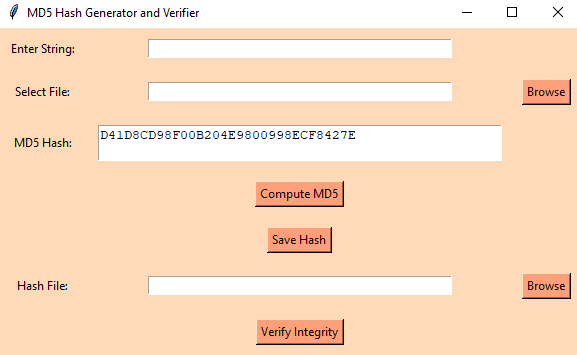 MD5 Hash Generator and Verifier
Enter String:
Select File:
Browse
MD5 Hash:
D41D8CD98F00B204E9800998ECF8427E
Compute MD5
Save Hash
Hash File:
Browse
Verify Integrity